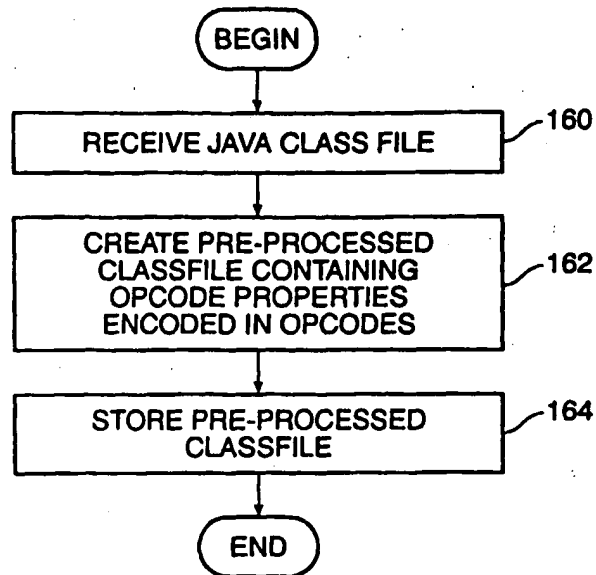 BEGIN
RECEIVE JAVA CLASS FILE
160
CREATE PRE-PROCESSED
CLASSFILE CONTAINING
OPCODE PROPERTIES
ENCODED IN OPCODES
162
STORE PRE-PROCESSED
CLASSFILE
164
END